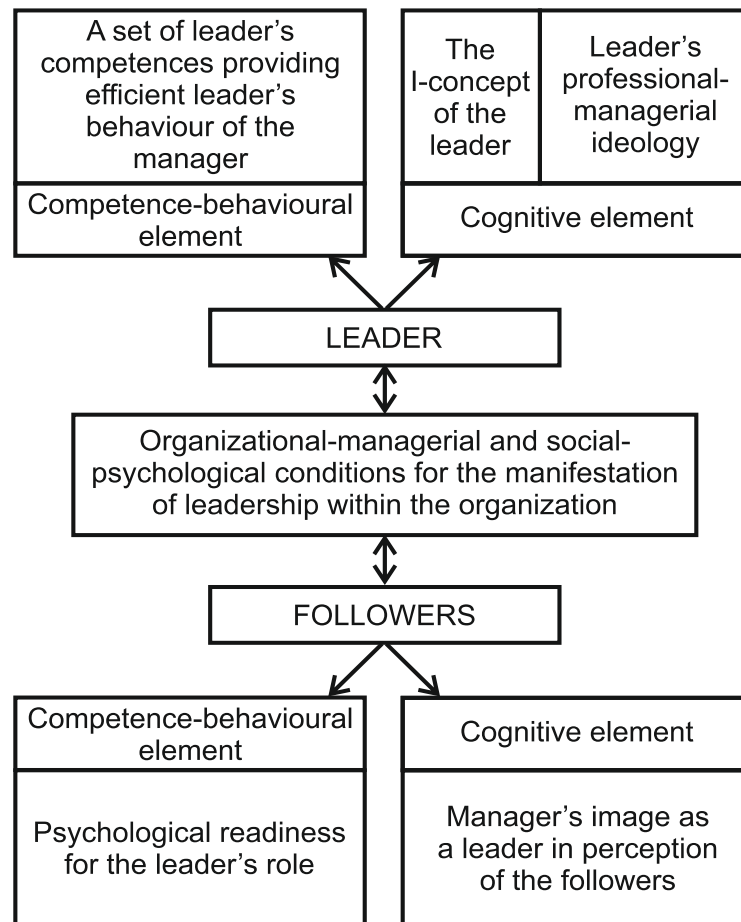 A set of leader’s
competences providing
efficient leader’s
behaviour of the
manager
Competence-behavioural
element
The
I-concept
of the
leader
Leader’s
professional-
managerial
ideology
Cognitive element
LEADER
Organizational-managerial and social-
psychological conditions for the manifestation
of leadership within the organization
FOLLOWERS
Competence-behavioural
element
Psychological readiness
for the leader’s role
Cognitive element
Manager’s image as
a leader in perception
of the followers